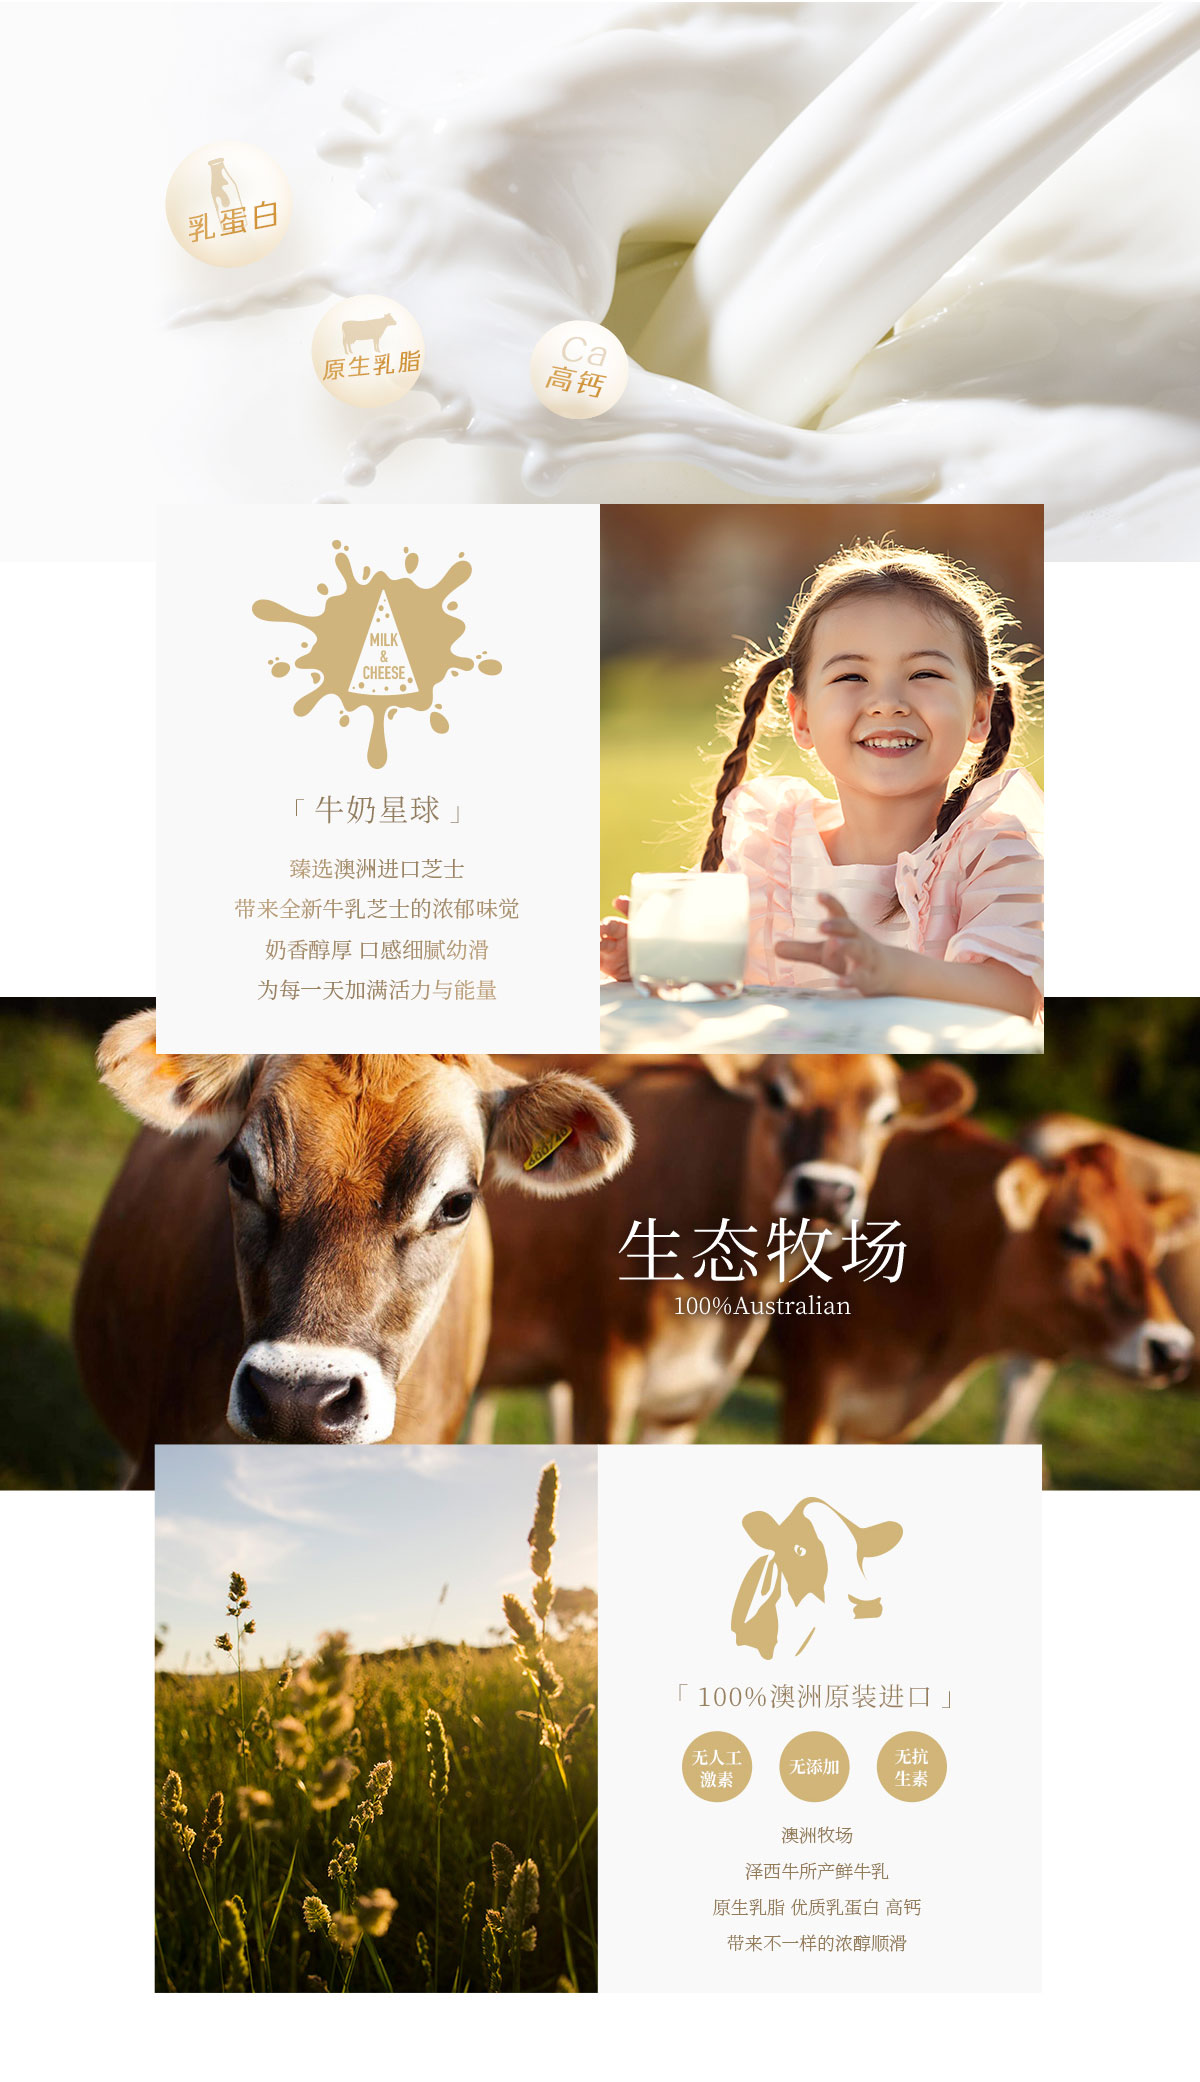 乳蛋白
原生乳脂
Ca
高钙
MILK
&
CHEESE
「 牛奶星球 」
臻选澳洲进口芝士
带来全新牛乳芝士的浓郁味觉
奶香醇厚 口感细腻幼滑
为每一天加满活力与能量
生态牧场
100%Australian
「 100%澳洲原装进口 」
无人工
激素
无添加
无抗
生素
澳洲牧场
泽西牛所产鲜牛乳
原生乳脂 优质乳蛋白 高钙
带来不一样的浓醇顺滑